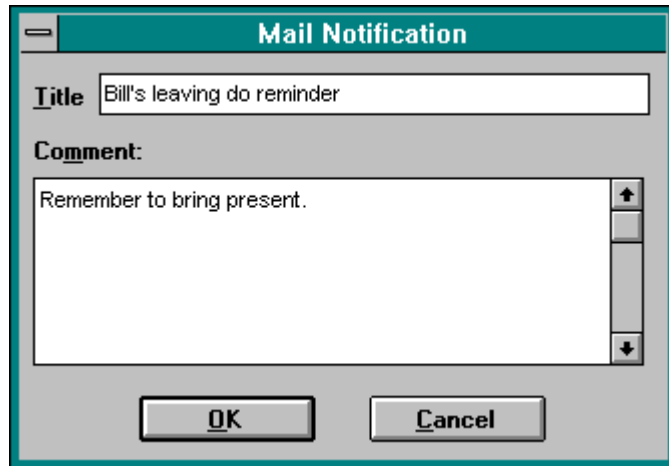 Mail Notification
Title Bill's leaving do reminder
Comment:
Remember to bring present.
OK Cancel